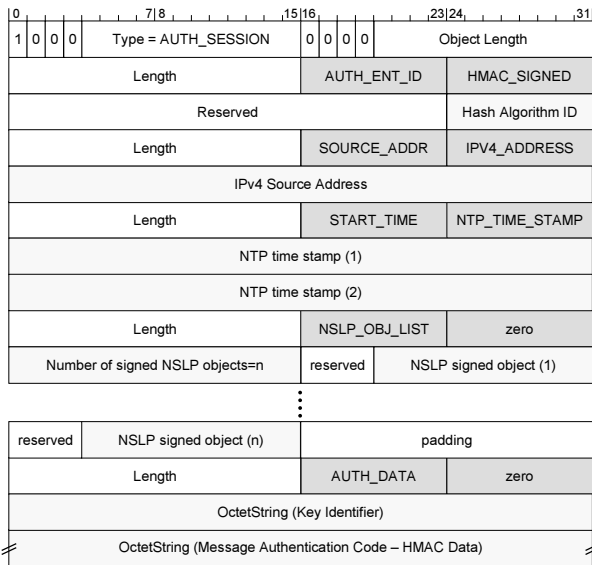 0 7 8 15 16 23 24 31
1 0 0 0 Type = AUTH_SESSION 0 0 0 0 Object Length
Length AUTH_ENT_ID HMAC_SIGNED
Reserved Hash Algorithm ID
Length SOURCE_ADDR IPV4_ADDRESS
IPv4 Source Address
Length START_TIME NTP_TIME_STAMP
NTP time stamp (1)
NTP time stamp (2)
Length NSLP_OBJ_LIST zero
Number of signed NSLP objects=n reserved NSLP signed object (1)
reserved NSLP signed object (n) padding
Length AUTH_DATA zero
OctetString (Key Identifier)
OctetString (Message Authentication Code – HMAC Data)